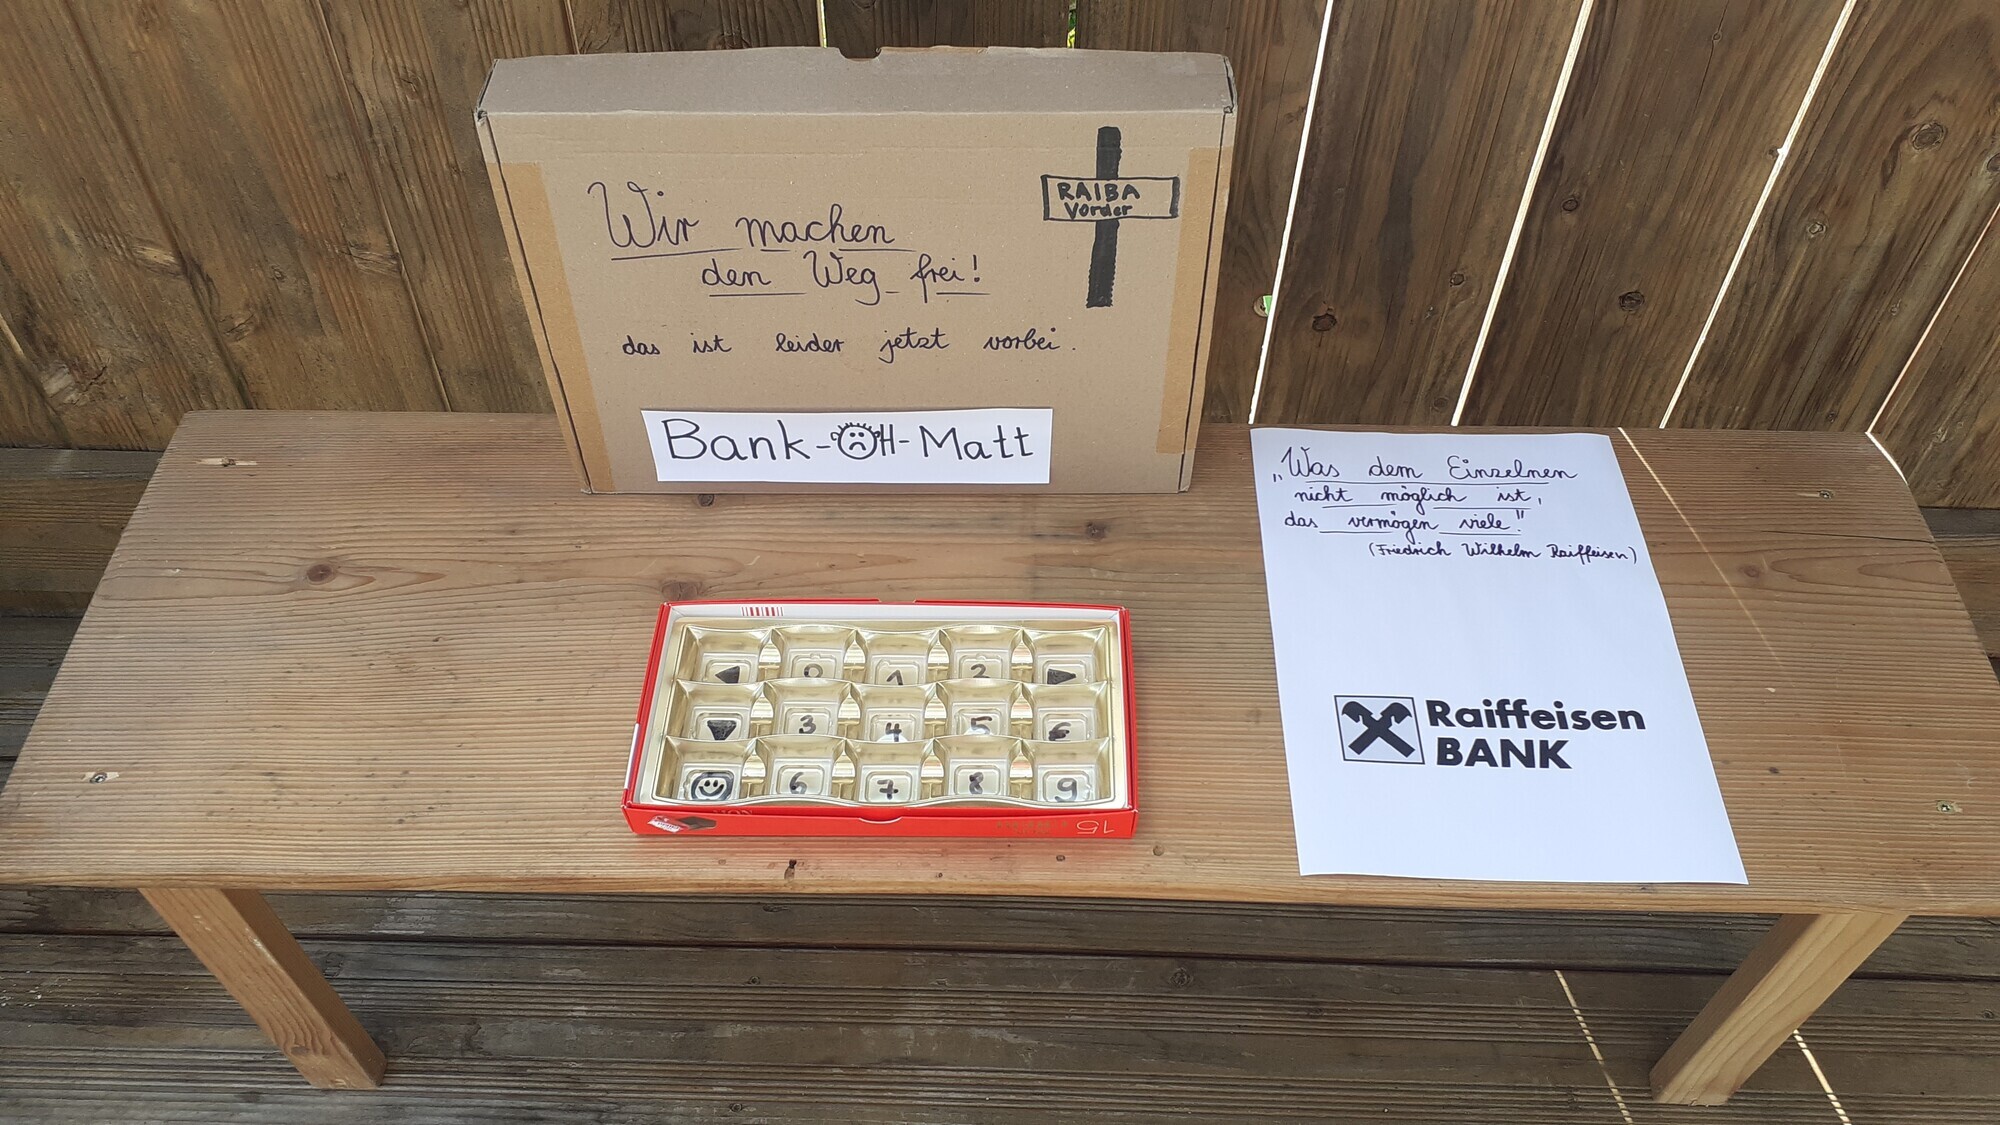 Wir machen
den Weg frei!
das ist leider jetzt vorbei.
RAIBA
Vorder
Bank-OH-Matt
„Was dem Einzelnen
nicht möglich ist,
das vermögen viele."
(Friedrich Wilhelm Raiffeisen)
Raiffeisen
BANK
0 1 2
3 4 5 €
6 7 8 9
15